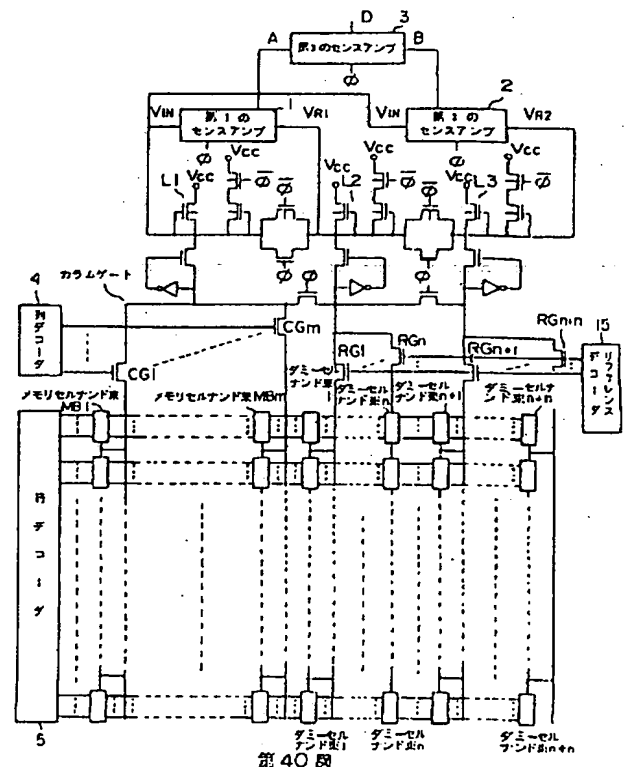 D
3
A
第3のセンスアンプ
B
φ
1
2
VIN
第1の
センスアンプ
VR1
VIN
センスアンプ
VR2
φ
φ
VCC
VCC
VCC
VCC
VCC
L1
L2
L3
φ
φ
φ
φ
φ
φ
φ
φ
カラムゲート
4
列デコーダ
CGm
CG1
RG1
RGn
RGn+1
RGn+n
15
リファレンスデコーダ
メモリセルナンド束
MB1
メモリセルナンド束MBm
ダミーセルナンド束
1
ダミーセルナンド束n
ダミーセルナンド束n+1
ダミーセルナンド束n+n
行デコーダ
5
ダミーセル
ナンド束1
ダミーセル
ナンド束n
ダミーセル
ナンド束n+n
第40図